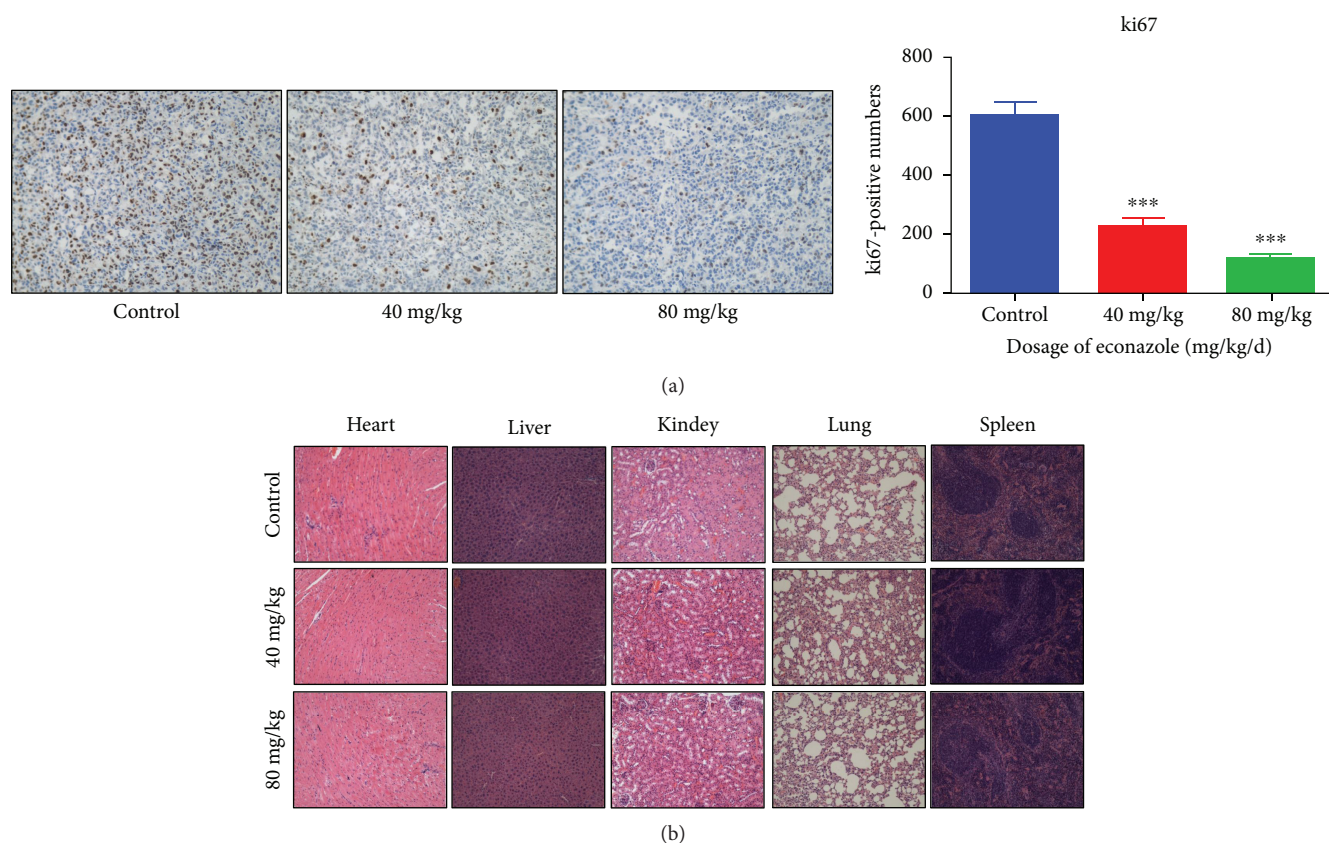 ki67
800
600
400
200
0
ki67-positive numbers
***
***
Control
40 mg/kg
80 mg/kg
Dosage of econazole (mg/kg/d)
Control
40 mg/kg
80 mg/kg
(a)
Heart
Liver
Kindey
Lung
Spleen
Control
40 mg/kg
80 mg/kg
(b)